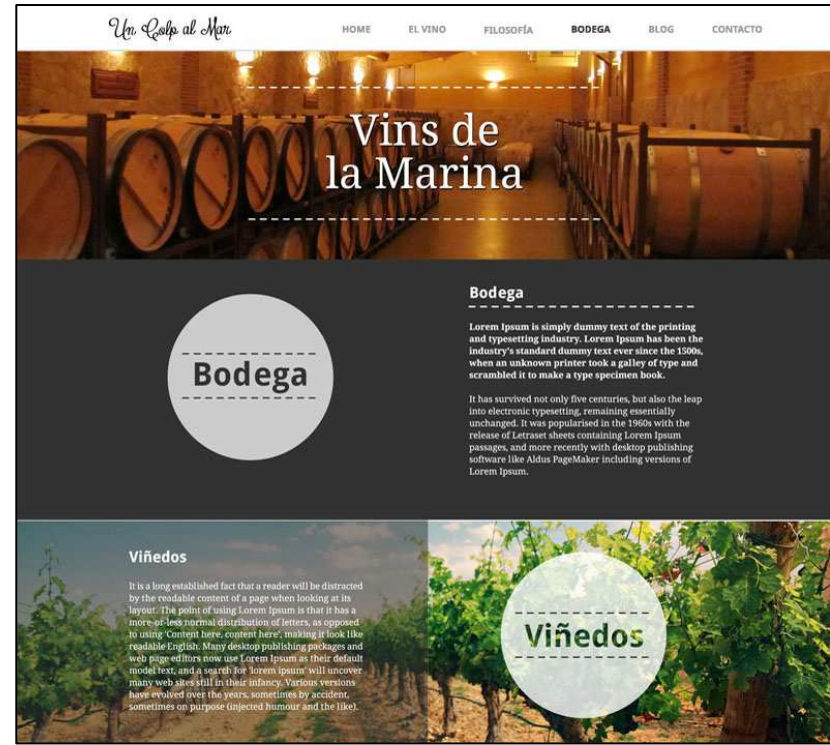 Un Colp al Mar
HOME EL VINO FILOSOFÍA BODEGA BLOG CONTACTO
Vins de
la Marina
Bodega
Bodega
Lorem Ipsum is simply dummy text of the printing
and typesetting industry. Lorem Ipsum has been the
industry's standard dummy text ever since the 1500s,
when an unknown printer took a galley of type and
scrambled it to make a type specimen book.
It has survived not only five centuries, but also the leap
into electronic typesetting, remaining essentially
unchanged. It was popularised in the 1960s with the
release of Letraset sheets containing Lorem Ipsum
passages, and more recently with desktop publishing
software like Aldus PageMaker including versions of
Lorem Ipsum.
Viñedos
It is a long established fact that a reader will be distracted
by the readable content of a page when looking at its
layout. The point of using Lorem Ipsum is that it has a
more-or-less normal distribution of letters, as opposed
to using 'Content here, content here', making it look like
readable English. Many desktop publishing packages and
web page editors now use Lorem Ipsum as their default
model text, and a search for 'lorem ipsum' will uncover
many web sites still in their infancy. Various versions
have evolved over the years, sometimes by accident,
sometimes on purpose (injected humour and the like).
Viñedos